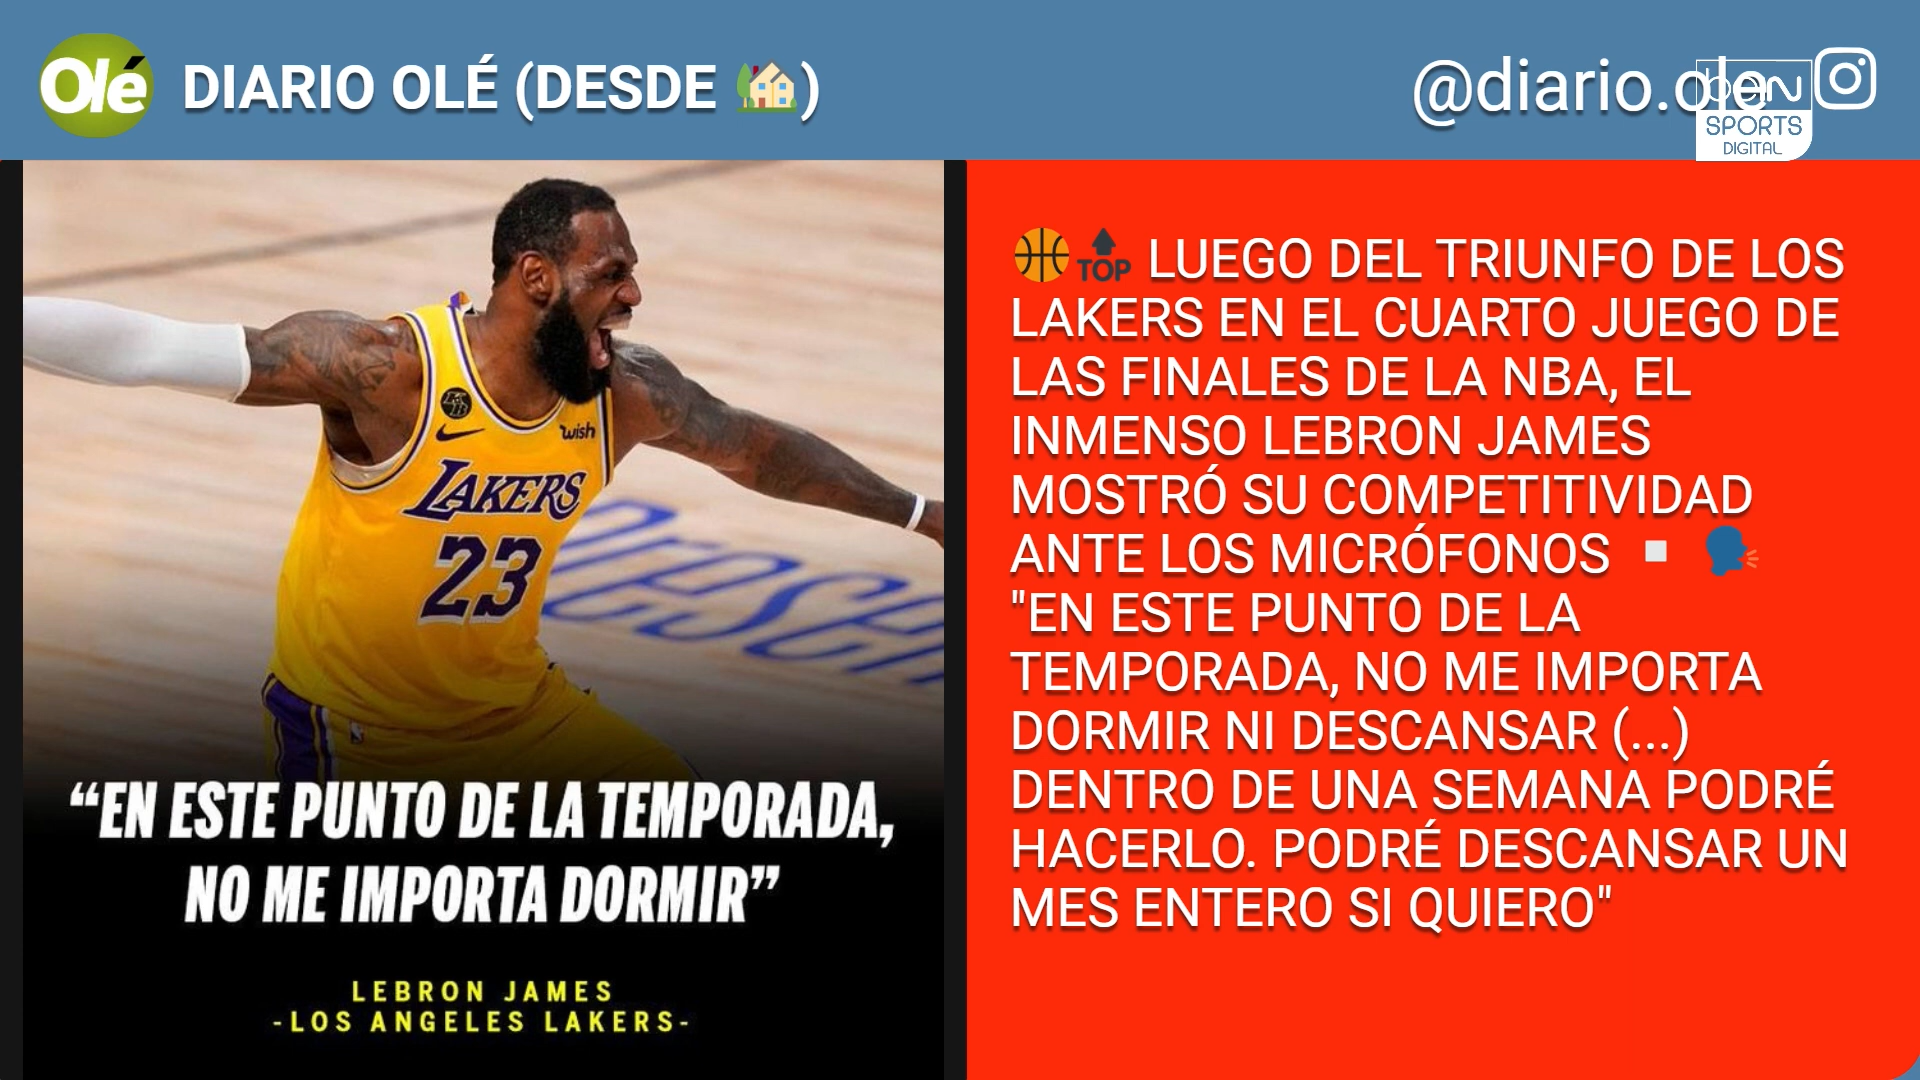 Olé
DIARIO OLÉ (DESDE 🏡)
@diario.ole
beIN
SPORTS
DIGITAL
KB
wish
LAKERS
23
“EN ESTE PUNTO DE LA TEMPORADA,
NO ME IMPORTA DORMIR”
LEBRON JAMES
-LOS ANGELES LAKERS-
🏀🔝 LUEGO DEL TRIUNFO DE LOS
LAKERS EN EL CUARTO JUEGO DE
LAS FINALES DE LA NBA, EL
INMENSO LEBRON JAMES
MOSTRÓ SU COMPETITIVIDAD
ANTE LOS MICRÓFONOS ▫️ 🗣
"EN ESTE PUNTO DE LA
TEMPORADA, NO ME IMPORTA
DORMIR NI DESCANSAR (...)
DENTRO DE UNA SEMANA PODRÉ
HACERLO. PODRÉ DESCANSAR UN
MES ENTERO SI QUIERO"